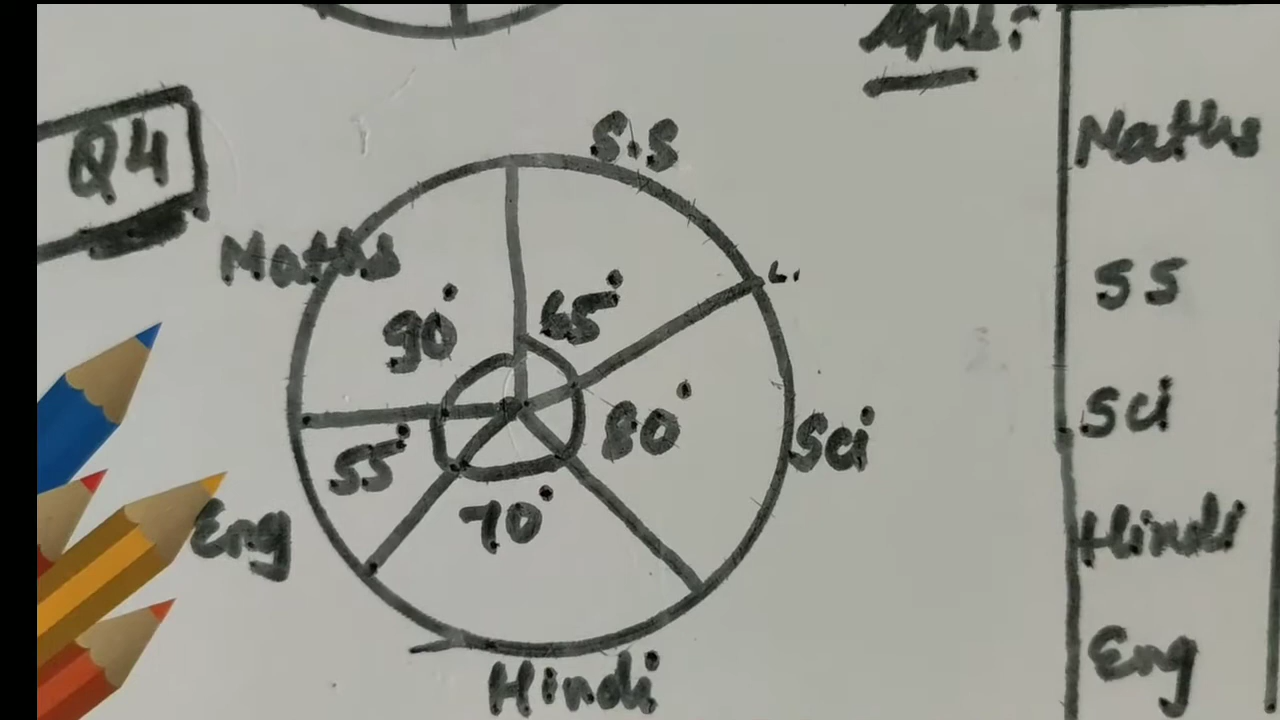 Ans:
Q4
S.S
Maths
90°
65°
80°
55°
70°
Sci
Eng
Hindi
Maths
SS
Sci
Hindi
Eng